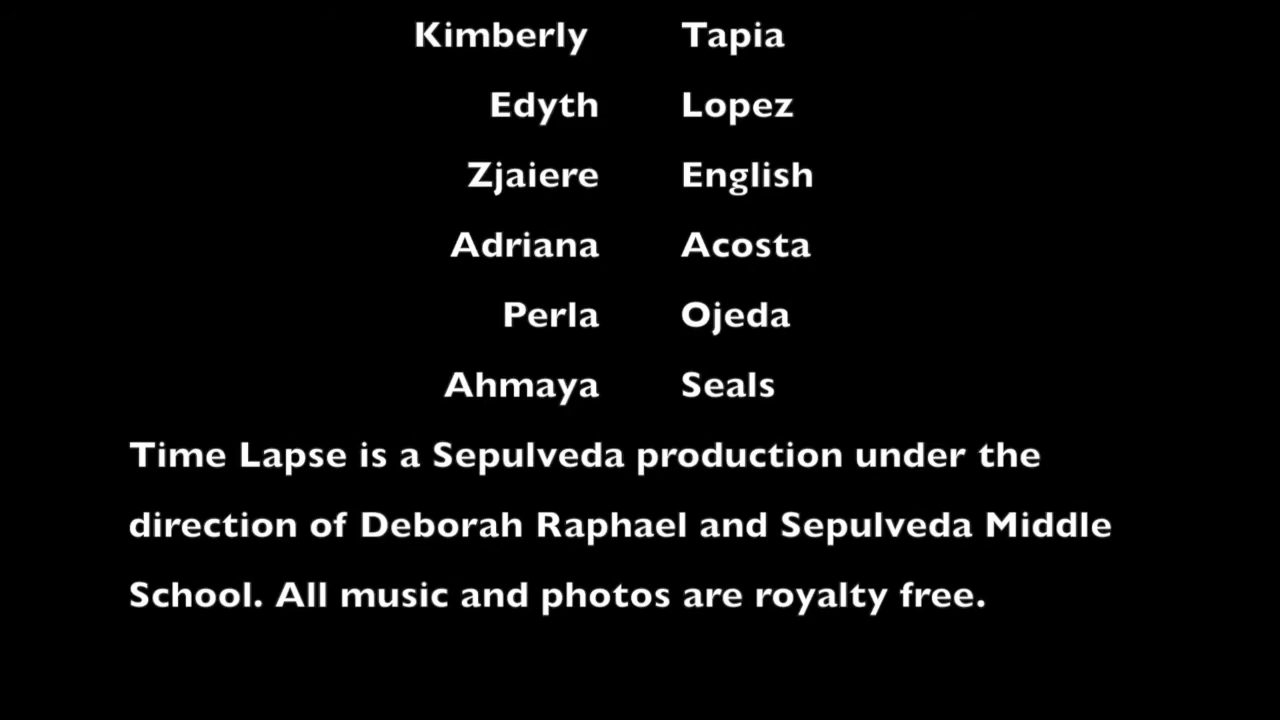 Kimberly Tapia
Edyth Lopez
Zjaiere English
Adriana Acosta
Perla Ojeda
Ahmaya Seals
Time Lapse is a Sepulveda production under the
direction of Deborah Raphael and Sepulveda Middle
School. All music and photos are royalty free.